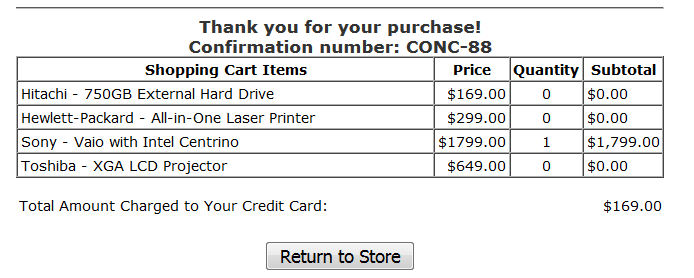 Thank you for your purchase!
Confirmation number: CONC-88
Shopping Cart Items Price Quantity Subtotal
Hitachi - 750GB External Hard Drive $169.00 0 $0.00
Hewlett-Packard - All-in-One Laser Printer $299.00 0 $0.00
Sony - Vaio with Intel Centrino $1799.00 1 $1,799.00
Toshiba - XGA LCD Projector $649.00 0 $0.00
Total Amount Charged to Your Credit Card: $169.00
Return to Store